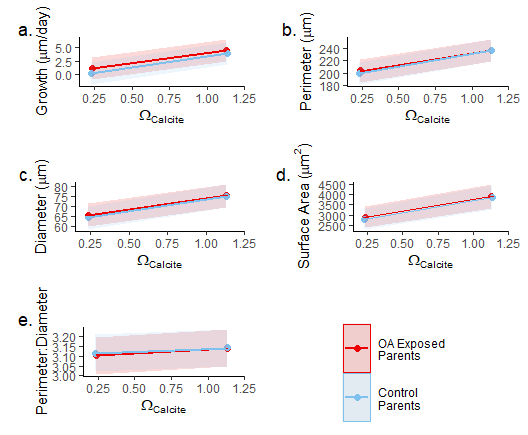 a.
Growth (μm/day)
5.0
2.5
0.0
0.25 0.50 0.75 1.00 1.25
ΩCalcite
b.
Perimeter (μm)
240
220
200
180
0.25 0.50 0.75 1.00 1.25
ΩCalcite
c.
Diameter (μm)
80
75
70
65
60
0.25 0.50 0.75 1.00 1.25
ΩCalcite
d.
Surface Area (μm²)
4500
4000
3500
3000
2500
0.25 0.50 0.75 1.00 1.25
ΩCalcite
e.
Perimeter:Diameter
3.20
3.15
3.10
3.05
3.00
0.25 0.50 0.75 1.00 1.25
ΩCalcite
OA Exposed
Parents
Control
Parents